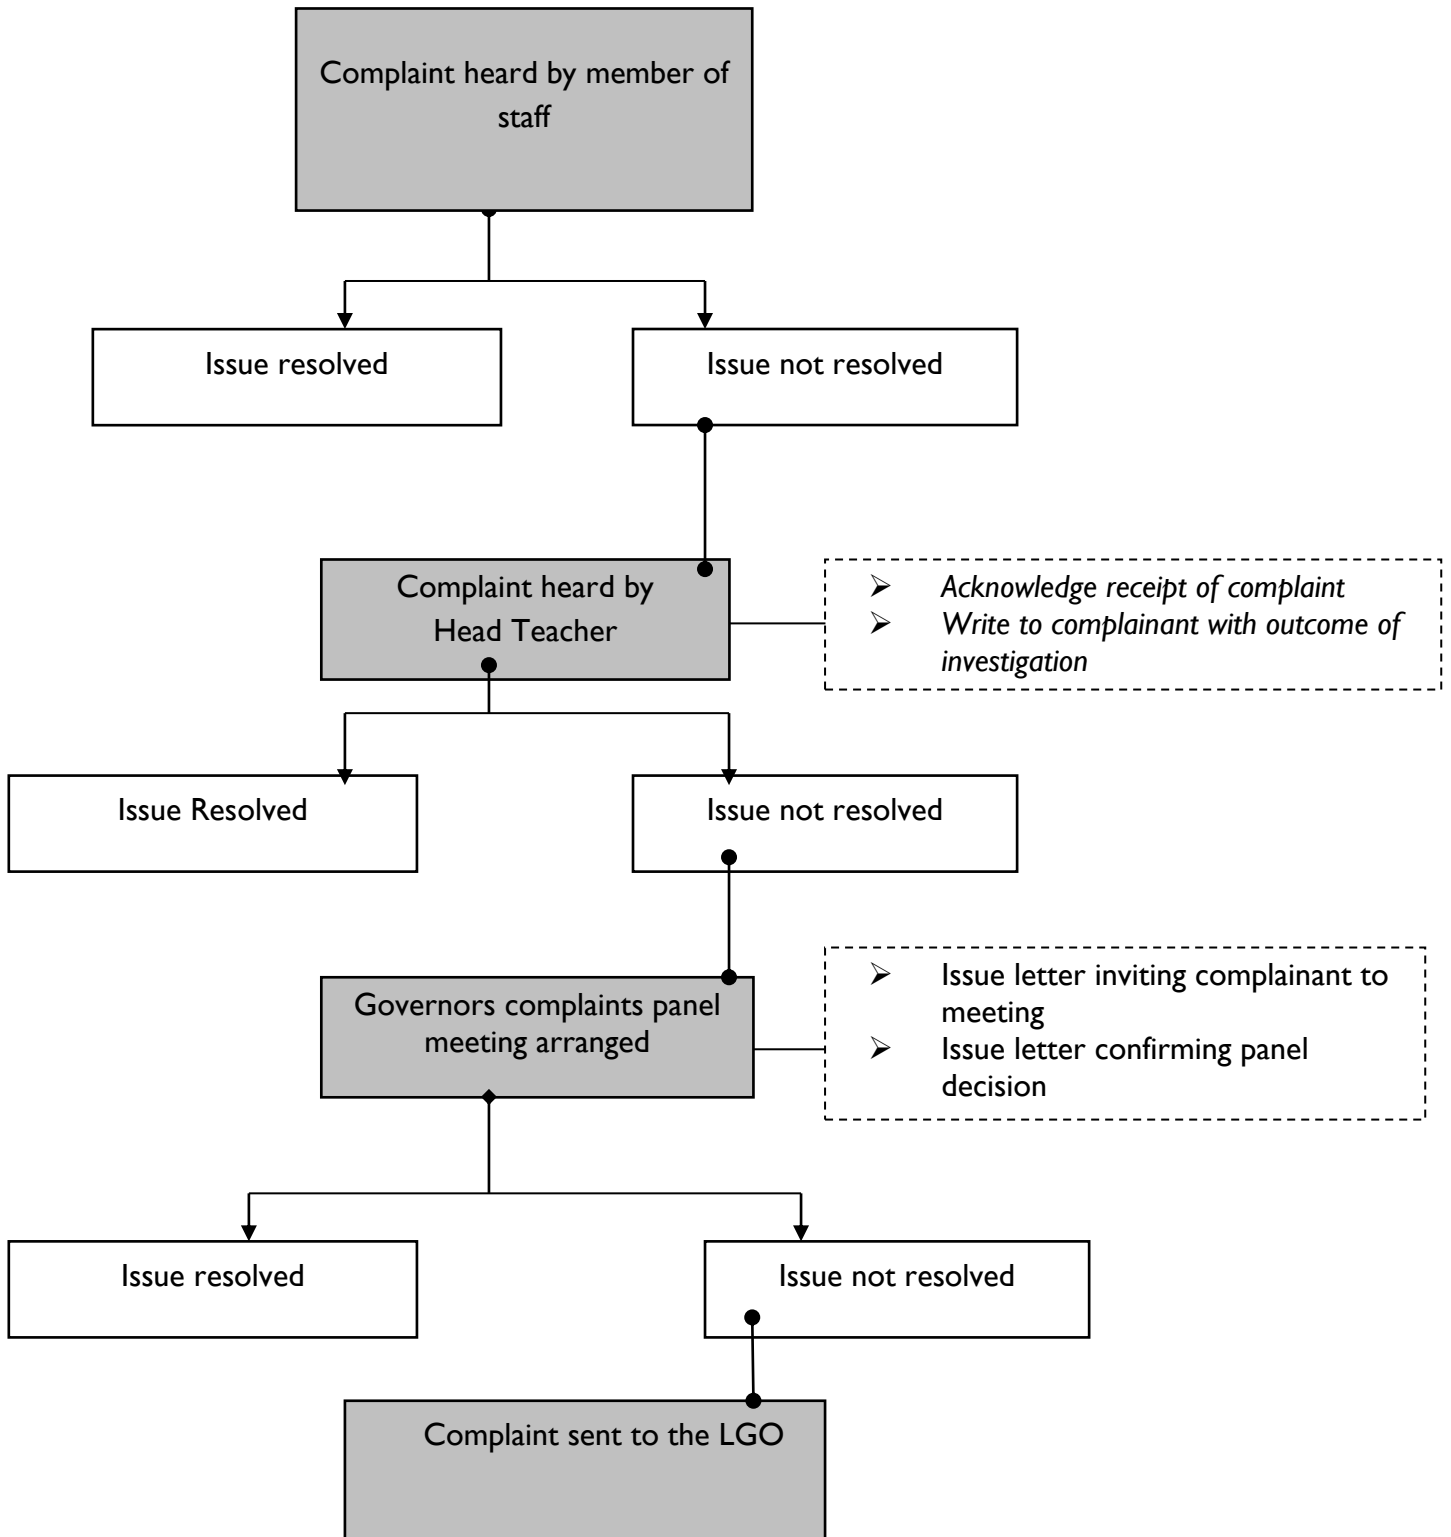 Complaint heard by member of
staff
Issue resolved
Issue not resolved
Complaint heard by
Head Teacher
➢ Acknowledge receipt of complaint
➢ Write to complainant with outcome of
investigation
Issue Resolved
Issue not resolved
Governors complaints panel
meeting arranged
➢ Issue letter inviting complainant to
meeting
➢ Issue letter confirming panel
decision
Issue resolved
Issue not resolved
Complaint sent to the LGO